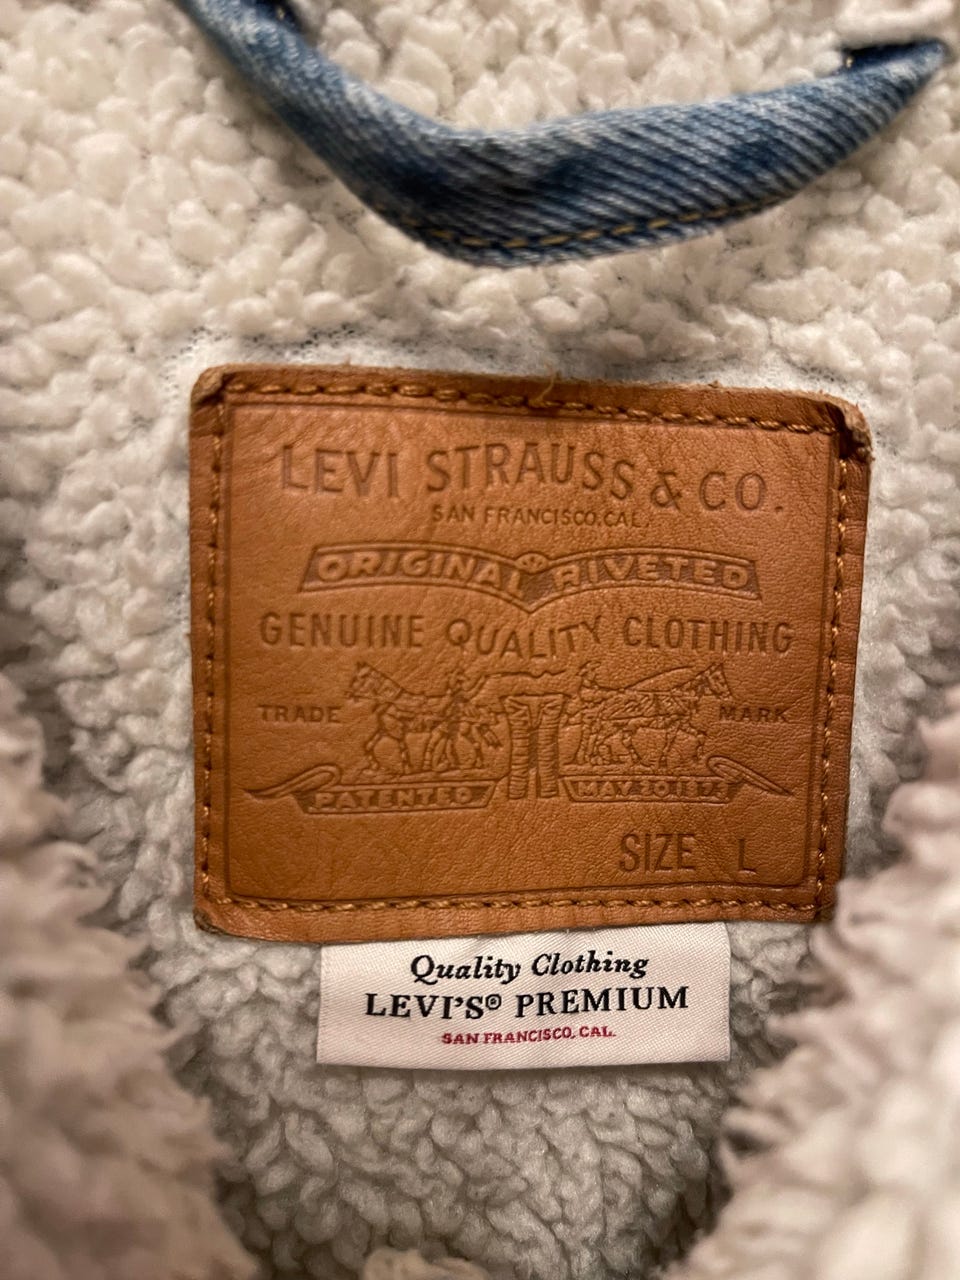 LEVI STRAUSS & CO.
SAN FRANCISCO, CAL.
ORIGINAL RIVETED
GENUINE QUALITY CLOTHING
TRADE MARK
PATENTED MAY 20 1873
SIZE L
Quality Clothing
LEVI'S® PREMIUM
SAN FRANCISCO, CAL.